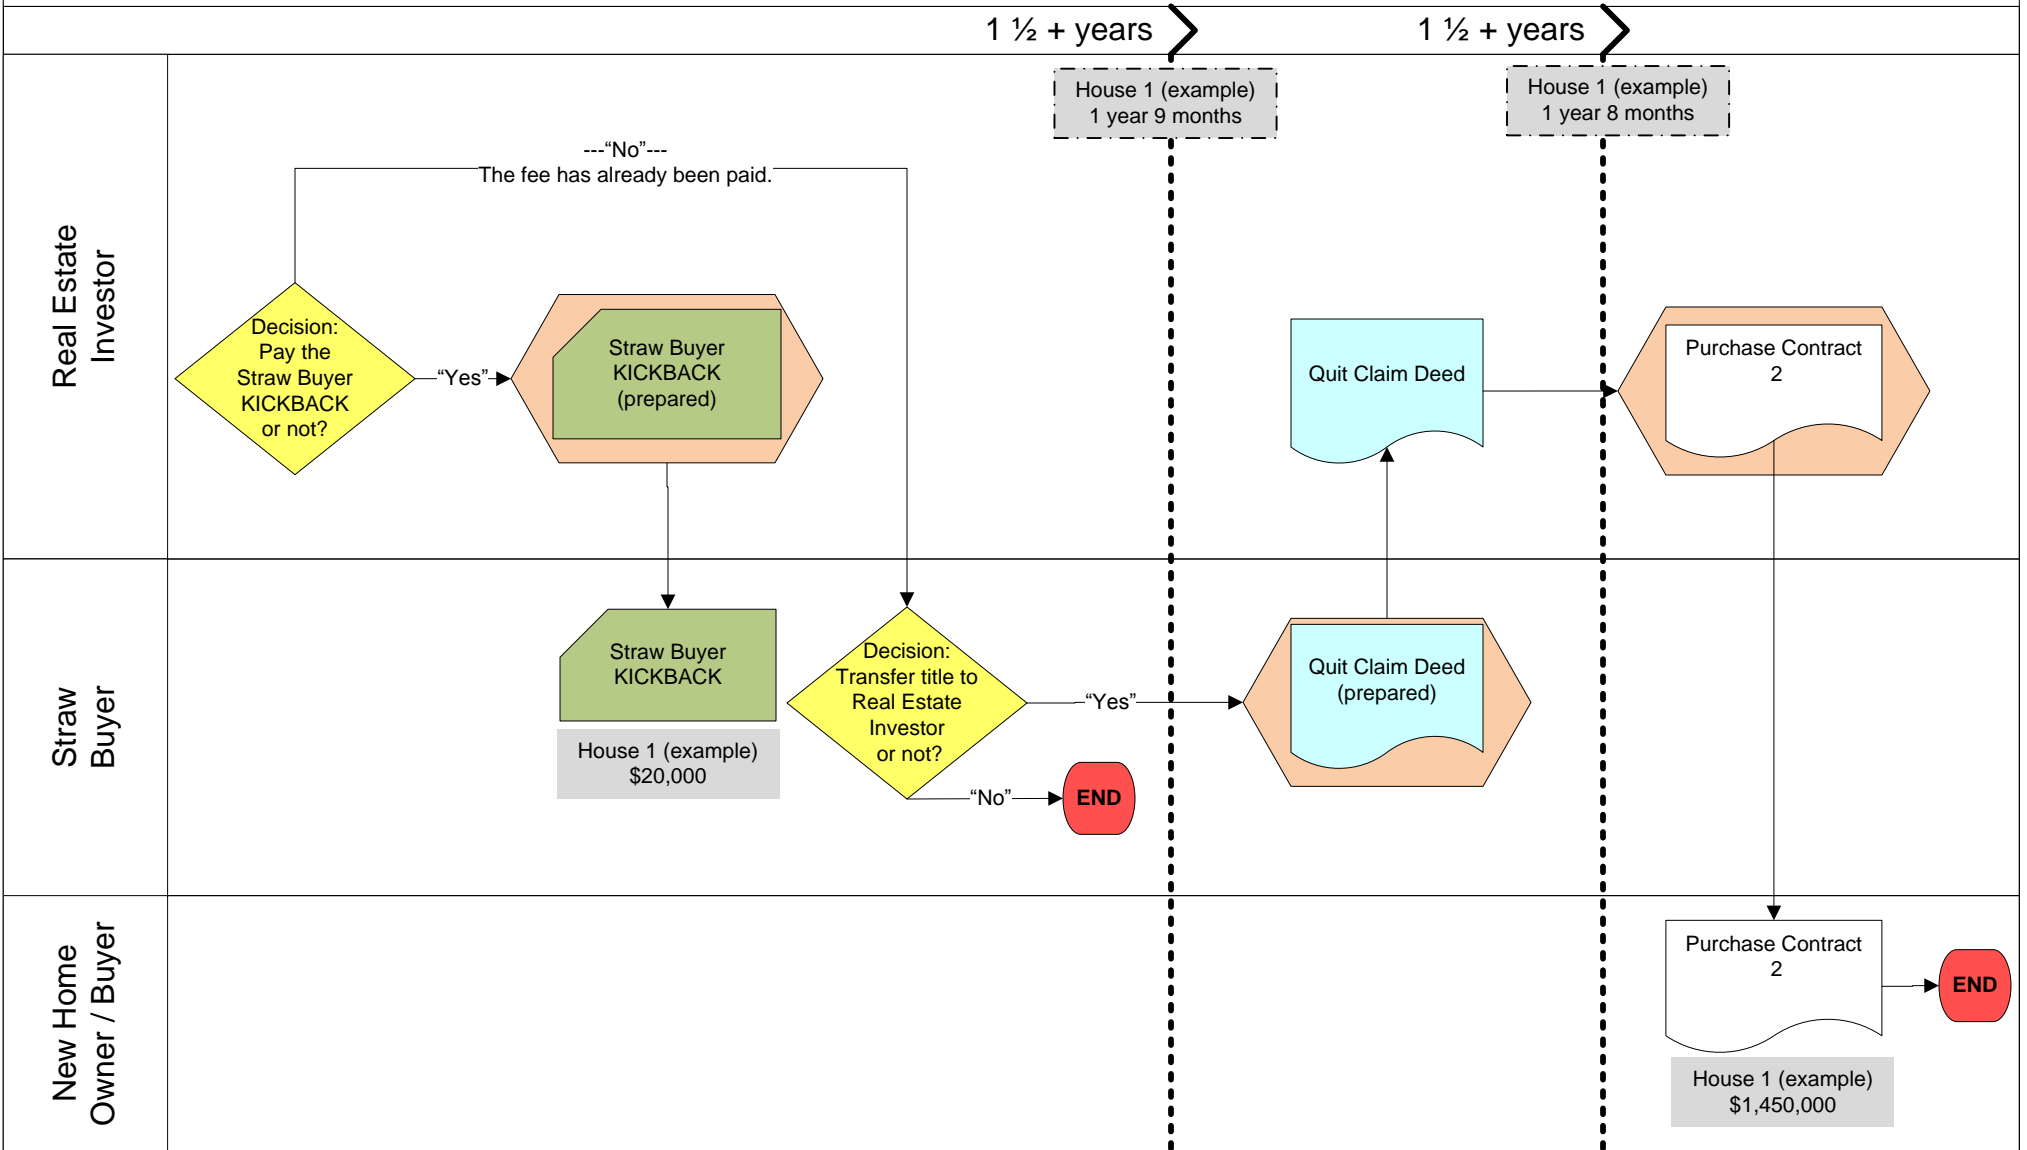 1 ½ + years
1 ½ + years
House 1 (example)
1 year 9 months
House 1 (example)
1 year 8 months
Real Estate
Investor
---“No”---
The fee has already been paid.
Decision:
Pay the
Straw Buyer
KICKBACK
or not?
“Yes”
Straw Buyer
KICKBACK
(prepared)
Quit Claim Deed
Purchase Contract
2
Straw
Buyer
Straw Buyer
KICKBACK
House 1 (example)
$20,000
Decision:
Transfer title to
Real Estate
Investor
or not?
“Yes”
“No”
END
Quit Claim Deed
(prepared)
New Home
Owner / Buyer
Purchase Contract
2
END
House 1 (example)
$1,450,000